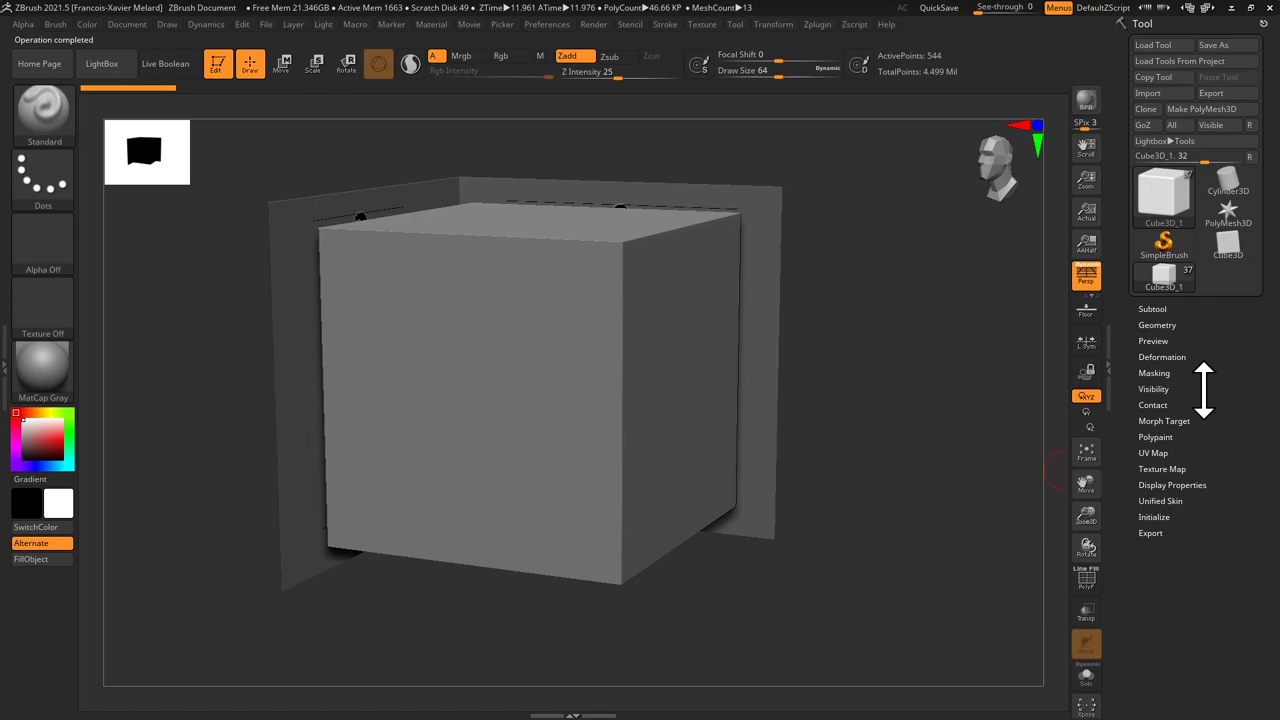 ZBrush 2021.5 [Francois-Xavier Melard] ZBrush Document ● Free Mem 21.346GB ● Active Mem 1663 ● Scratch Disk 49 ● ZTime▶11.961 ATime▶11.976 ● PolyCount▶46.66 KP ● MeshCount▶13 AC QuickSave See-through 0 Menus DefaultZScript
Alpha Brush Color Document Draw Dynamics Edit File Layer Light Macro Marker Material Movie Picker Preferences Render Stencil Stroke Texture Tool Transform Zplugin Zscript Help
Operation completed
Home Page LightBox Live Boolean Edit Draw Move Scale Rotate
A Mrgb Rgb M
Rgb Intensity
Zadd Zsub Zcut
Z Intensity 25
Focal Shift 0
Draw Size 64 Dynamic
S
D
ActivePoints: 544
TotalPoints: 4.499 Mil
Standard
Dots
Alpha Off
Texture Off
MatCap Gray
Gradient
SwitchColor
Alternate
FillObject
BPR
SPix 3
Scroll
Zoom
Actual
AAHalf
Dynamic
Persp
Floor
L.Sym
XYZ
Frame
Move
Zoom3D
Rotate
Line Fill
PolyF
Transp
Ghost
Dynamic
Solo
Xpose
Tool
Load Tool Save As
Load Tools From Project
Copy Tool Paste Tool
Import Export
Clone Make PolyMesh3D
GoZ All Visible R
Lightbox▶Tools
Cube3D_1. 32 R
37
Cube3D_1
Cylinder3D
PolyMesh3D
SimpleBrush
Cube3D
37
Cube3D_1
Subtool
Geometry
Preview
Deformation
Masking
Visibility
Contact
Morph Target
Polypaint
UV Map
Texture Map
Display Properties
Unified Skin
Initialize
Export